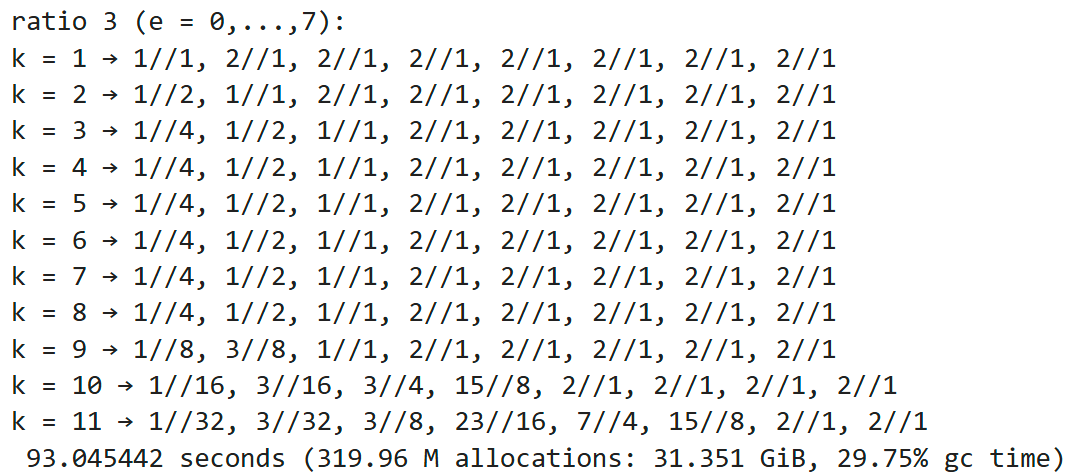 ratio 3 (e = 0,...,7):
k = 1 → 1//1, 2//1, 2//1, 2//1, 2//1, 2//1, 2//1, 2//1
k = 2 → 1//2, 1//1, 2//1, 2//1, 2//1, 2//1, 2//1, 2//1
k = 3 → 1//4, 1//2, 1//1, 2//1, 2//1, 2//1, 2//1, 2//1
k = 4 → 1//4, 1//2, 1//1, 2//1, 2//1, 2//1, 2//1, 2//1
k = 5 → 1//4, 1//2, 1//1, 2//1, 2//1, 2//1, 2//1, 2//1
k = 6 → 1//4, 1//2, 1//1, 2//1, 2//1, 2//1, 2//1, 2//1
k = 7 → 1//4, 1//2, 1//1, 2//1, 2//1, 2//1, 2//1, 2//1
k = 8 → 1//4, 1//2, 1//1, 2//1, 2//1, 2//1, 2//1, 2//1
k = 9 → 1//8, 3//8, 1//1, 2//1, 2//1, 2//1, 2//1, 2//1
k = 10 → 1//16, 3//16, 3//4, 15//8, 2//1, 2//1, 2//1, 2//1
k = 11 → 1//32, 3//32, 3//8, 23//16, 7//4, 15//8, 2//1, 2//1
93.045442 seconds (319.96 M allocations: 31.351 GiB, 29.75% gc time)